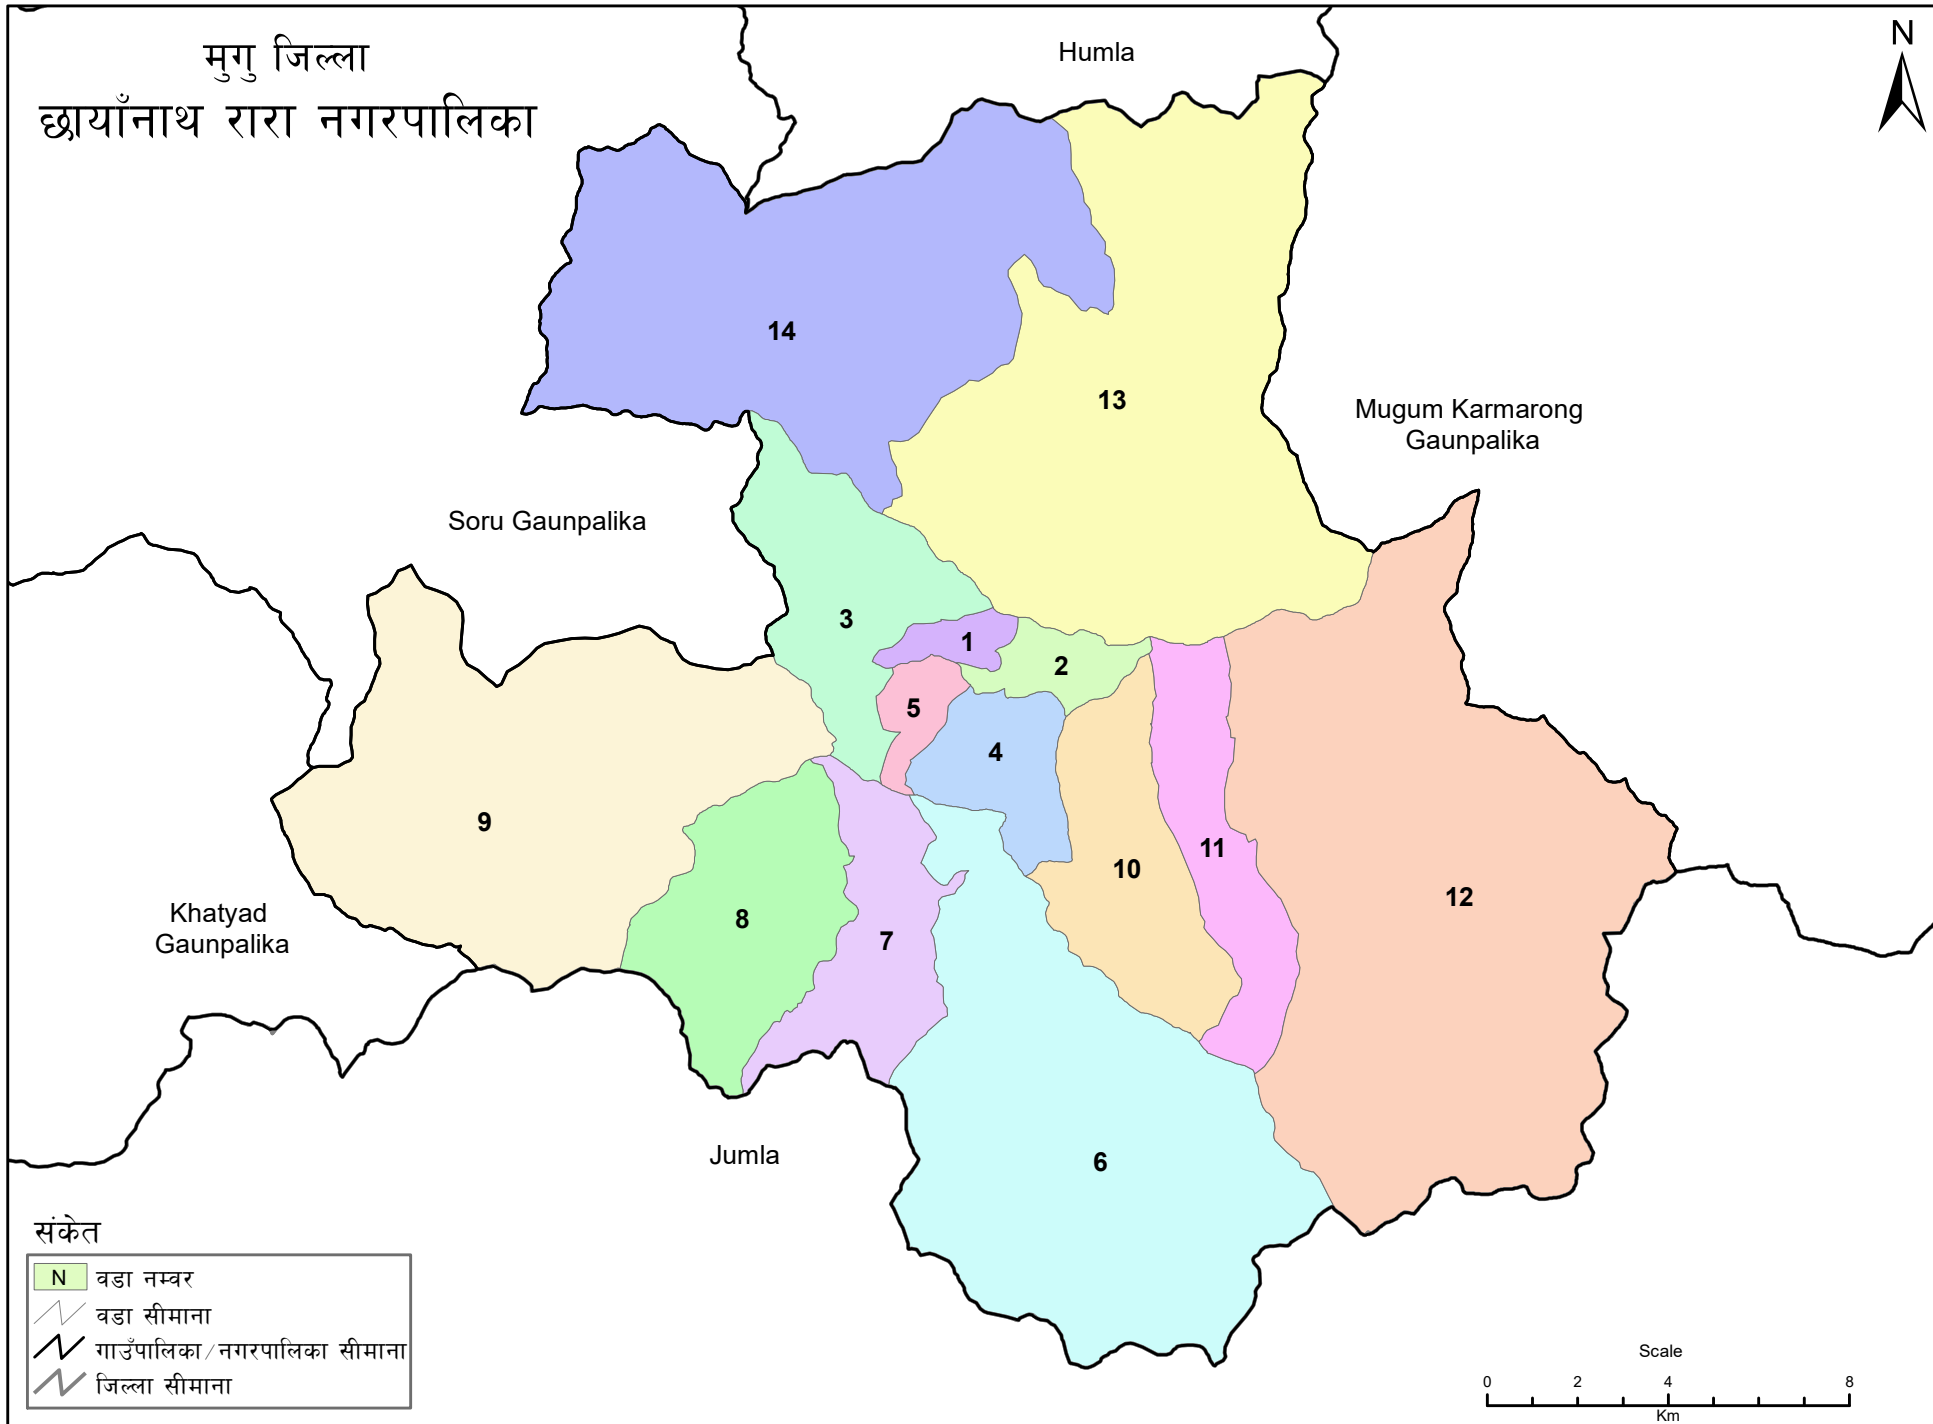 मुगु जिल्ला
छायाँनाथ रारा नगरपालिका
Humla
N
14
13
Mugum Karmarong
Gaunpalika
Soru Gaunpalika
3
1
2
5
4
9
11
10
12
Khatyad
Gaunpalika
8
7
Jumla
6
संकेत
N वडा नम्वर
वडा सीमाना
गाउँपालिका/नगरपालिका सीमाना
जिल्ला सीमाना
Scale
0 2 4 8
Km